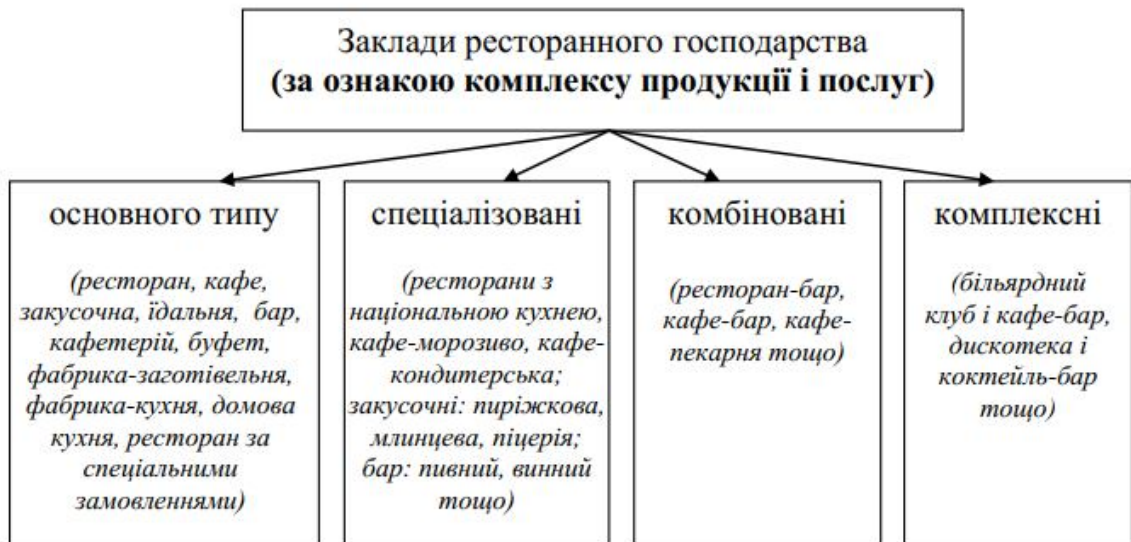 Заклади ресторанного господарства
(за ознакою комплексу продукції і послуг)
основного типу
(ресторан, кафе,
закусочна, їдальня, бар,
кафетерій, буфет,
фабрика-заготівельня,
фабрика-кухня, домова
кухня, ресторан за
спеціальними
замовленнями)
спеціалізовані
(ресторани з
національною кухнею,
кафе-морозиво, кафе-
кондитерська;
закусочні: пиріжкова,
млинцева, піцерія;
бар: пивний, винний
тощо)
комбіновані
(ресторан-бар,
кафе-бар, кафе-
пекарня тощо)
комплексні
(більярдний
клуб і кафе-бар,
дискотека і
коктейль-бар
тощо)